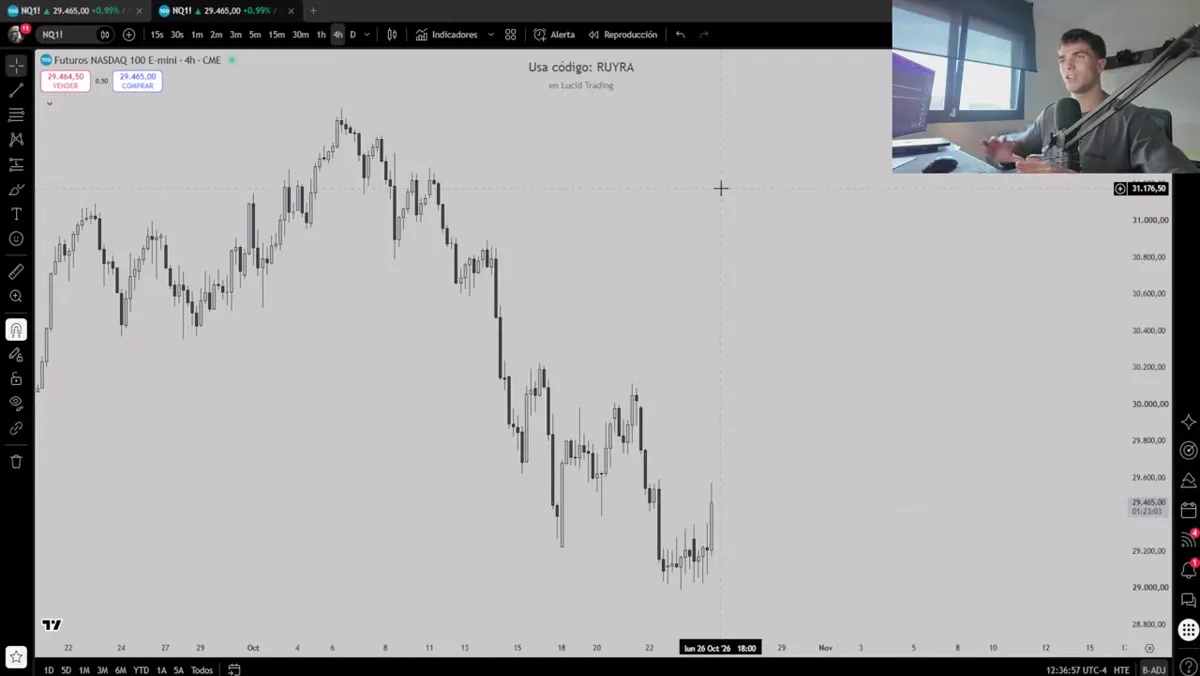 NQ1! ▲ 29.465,00 +0.99% /
NQ1! ▲ 29.465,00 +0.99% /
11
NQ1!
15s 30s 1m 2m 3m 5m 15m 30m 1h 4h D
Indicadores
Alerta
Reproducción
Futuros NASDAQ 100 E-mini · 4h · CME
29.464,50
VENDER
0,50
29.465,00
COMPRAR
Usa código: RUYRA
en Lucid Trading
31.176,50
31.000,00
30.800,00
30.600,00
30.400,00
30.200,00
30.000,00
29.800,00
29.600,00
29.465,00
01:23:03
29.200,00
29.000,00
28.800,00
4
1
22 24 27 29 Oct 4 6 8 11 13 15 18 20 22 lun 26 Oct '26 18:00 29 Nov 3 5 8 10 12 15
1D 5D 1M 3M 6M YTD 1A 5A Todos
12:36:57 UTC-4 HTE B-ADJ